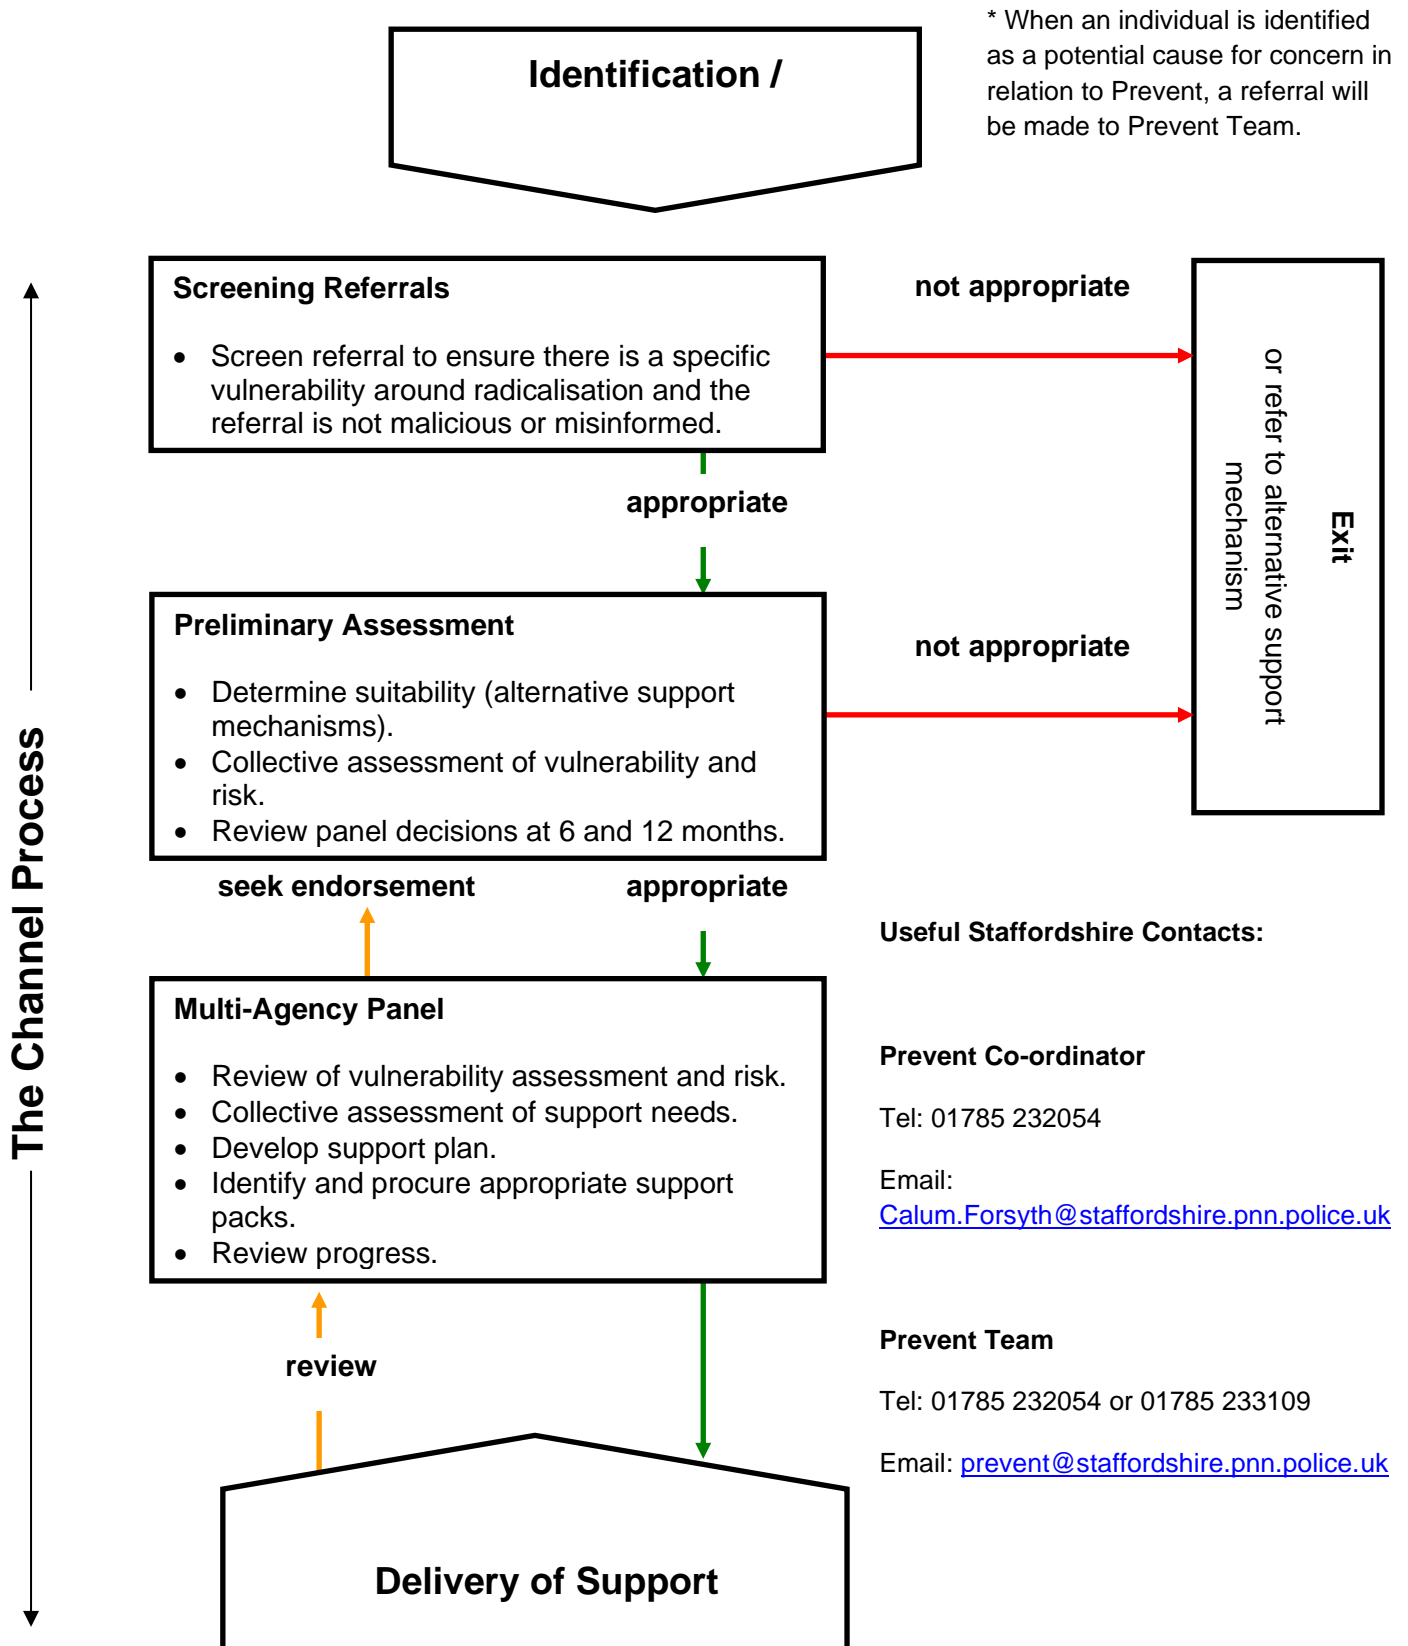 * When an individual is identified
as a potential cause for concern in
relation to Prevent, a referral will
be made to Prevent Team.
Identification /
The Channel Process
Screening Referrals
• Screen referral to ensure there is a specific
vulnerability around radicalisation and the
referral is not malicious or misinformed.
not appropriate
appropriate
Exit
or refer to alternative support
mechanism
Preliminary Assessment
• Determine suitability (alternative support
mechanisms).
• Collective assessment of vulnerability and
risk.
• Review panel decisions at 6 and 12 months.
not appropriate
seek endorsement
appropriate
Multi-Agency Panel
• Review of vulnerability assessment and risk.
• Collective assessment of support needs.
• Develop support plan.
• Identify and procure appropriate support
packs.
• Review progress.
review
Delivery of Support
Useful Staffordshire Contacts:
Prevent Co-ordinator
Tel: 01785 232054
Email:
Calum.Forsyth@staffordshire.pnn.police.uk
Prevent Team
Tel: 01785 232054 or 01785 233109
Email: prevent@staffordshire.pnn.police.uk